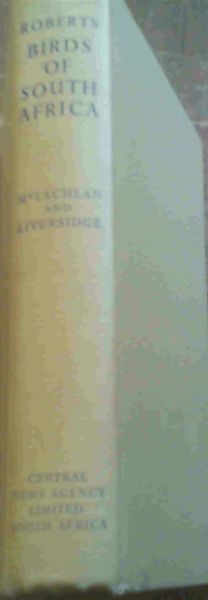 ROBERTS
BIRDS
OF
SOUTH
AFRICA
McLACHLAN
AND
LIVERSIDGE
CENTRAL
NEWS AGENCY
LIMITED
SOUTH AFRICA